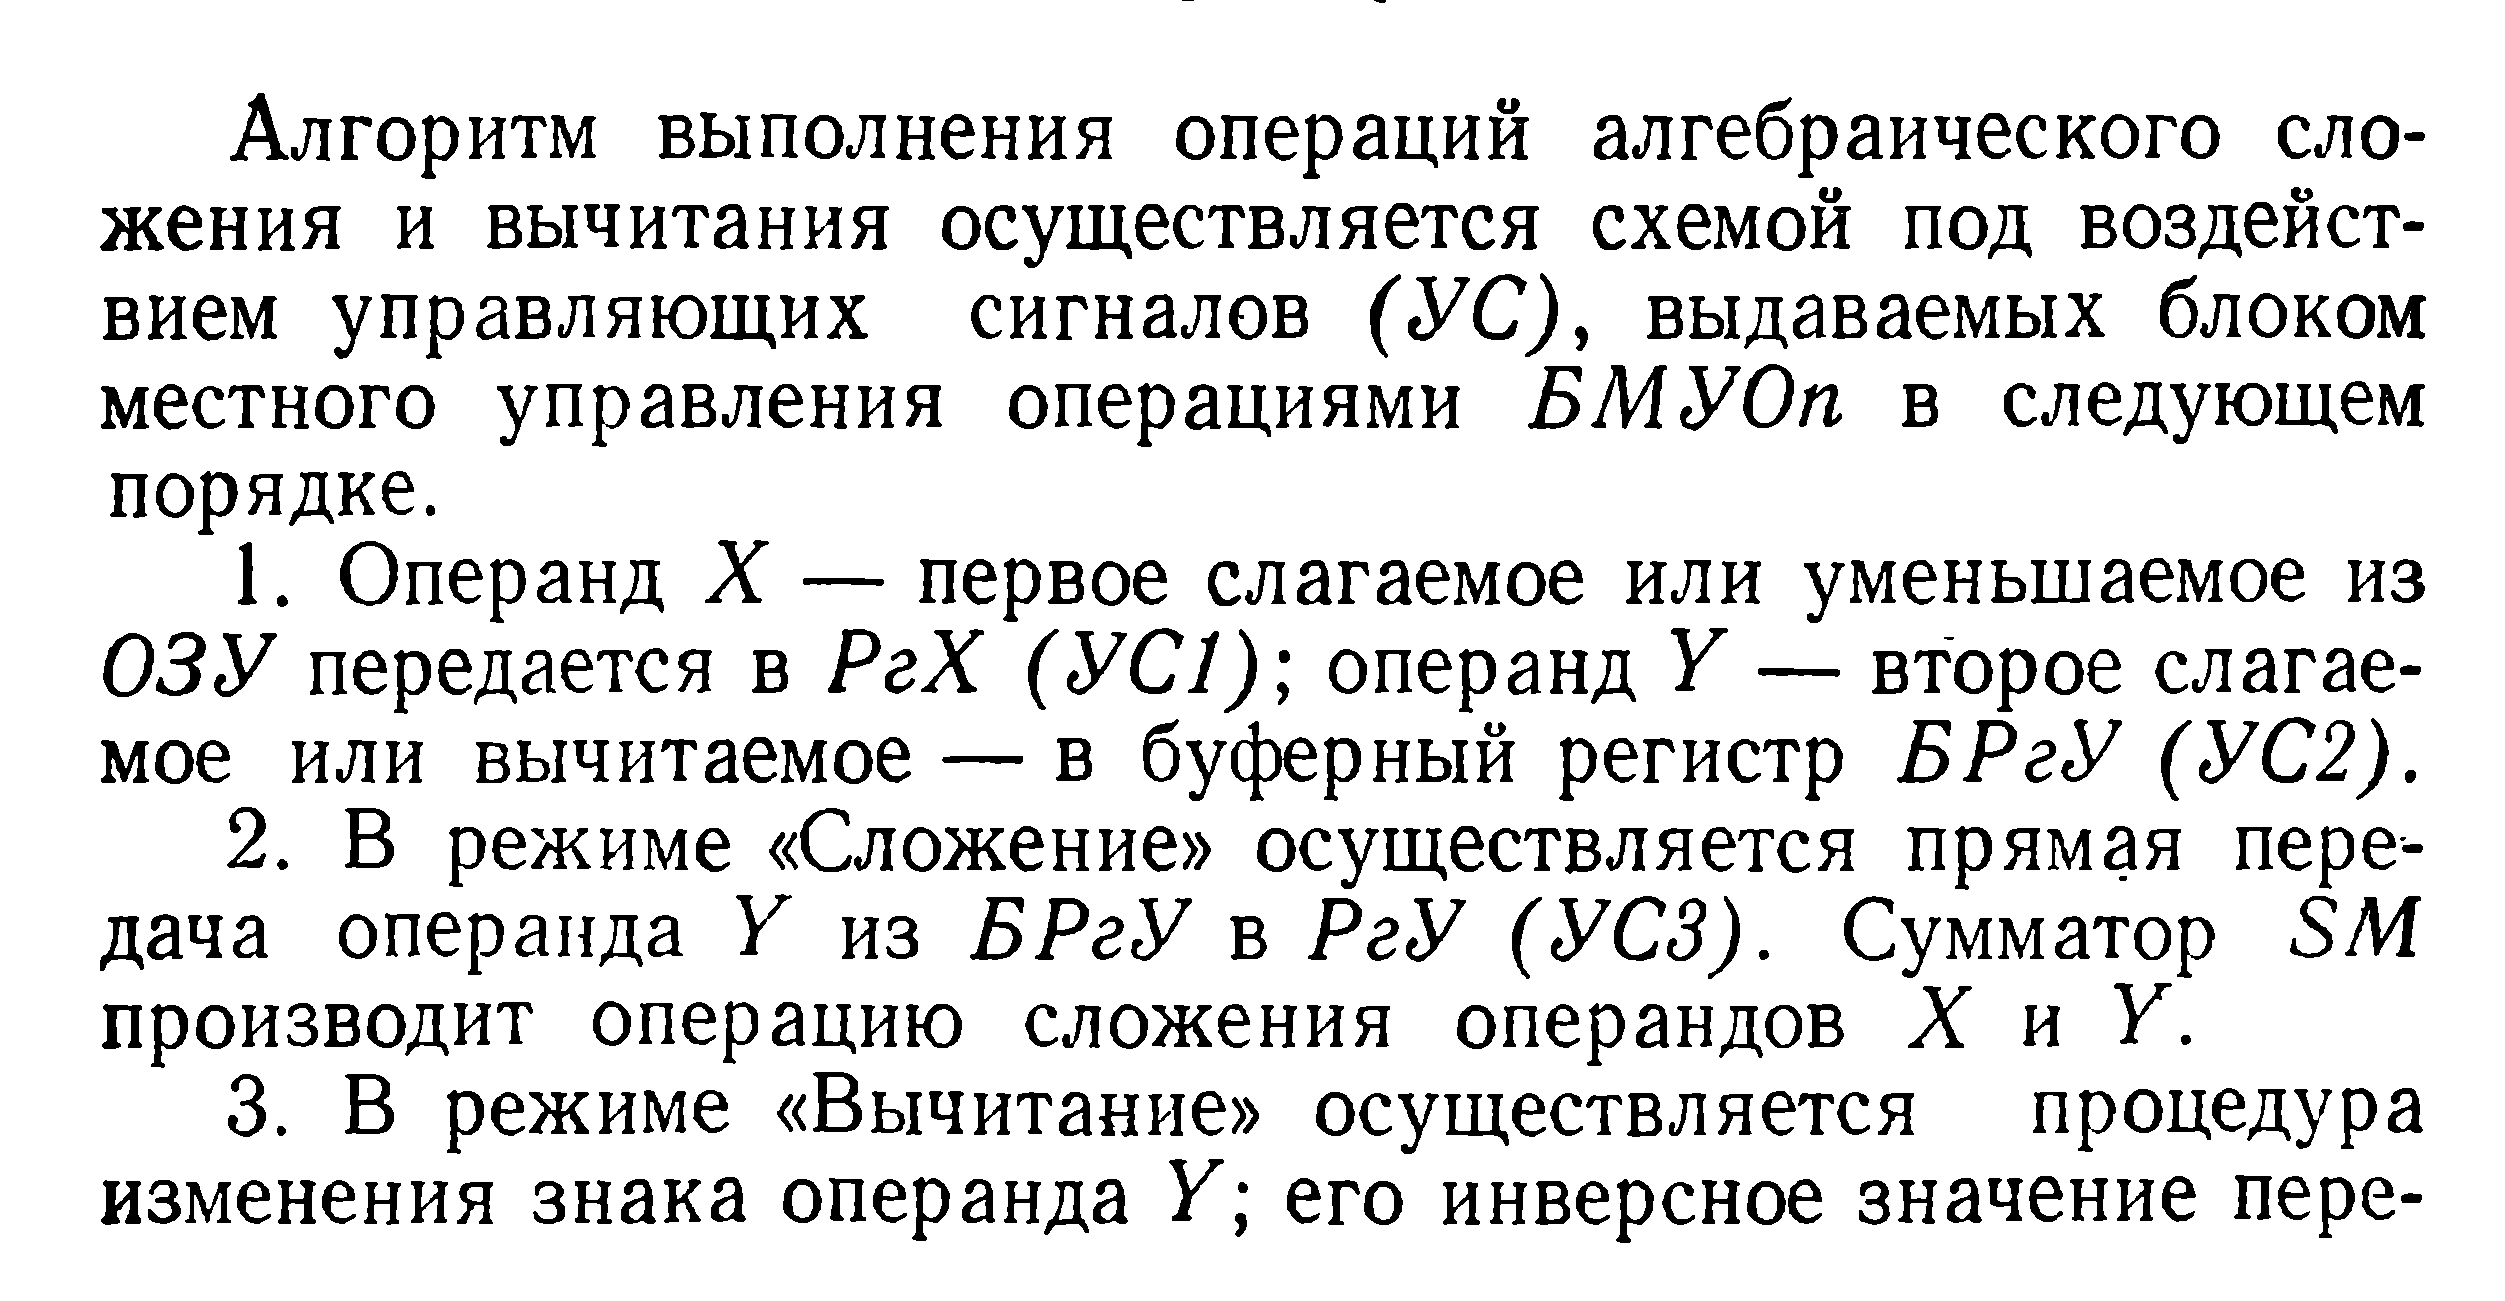 Алгоритм выполнения операций алгебраического сло-
жения и вычитания осуществляется схемой под воздейст-
вием управляющих сигналов (УС), выдаваемых блоком
местного управления операциями БМУОп в следующем
порядке.
1. Операнд X — первое слагаемое или уменьшаемое из
ОЗУ передается в РгX (УС1); операнд Y — второе слагае-
мое или вычитаемое — в буферный регистр БРгУ (УС2).
2. В режиме «Сложение» осуществляется прямая пере-
дача операнда Y из БРгУ в РгУ (УС3). Сумматор SM
производит операцию сложения операндов X и Y.
3. В режиме «Вычитание» осуществляется процедура
изменения знака операнда Y; его инверсное значение пере-